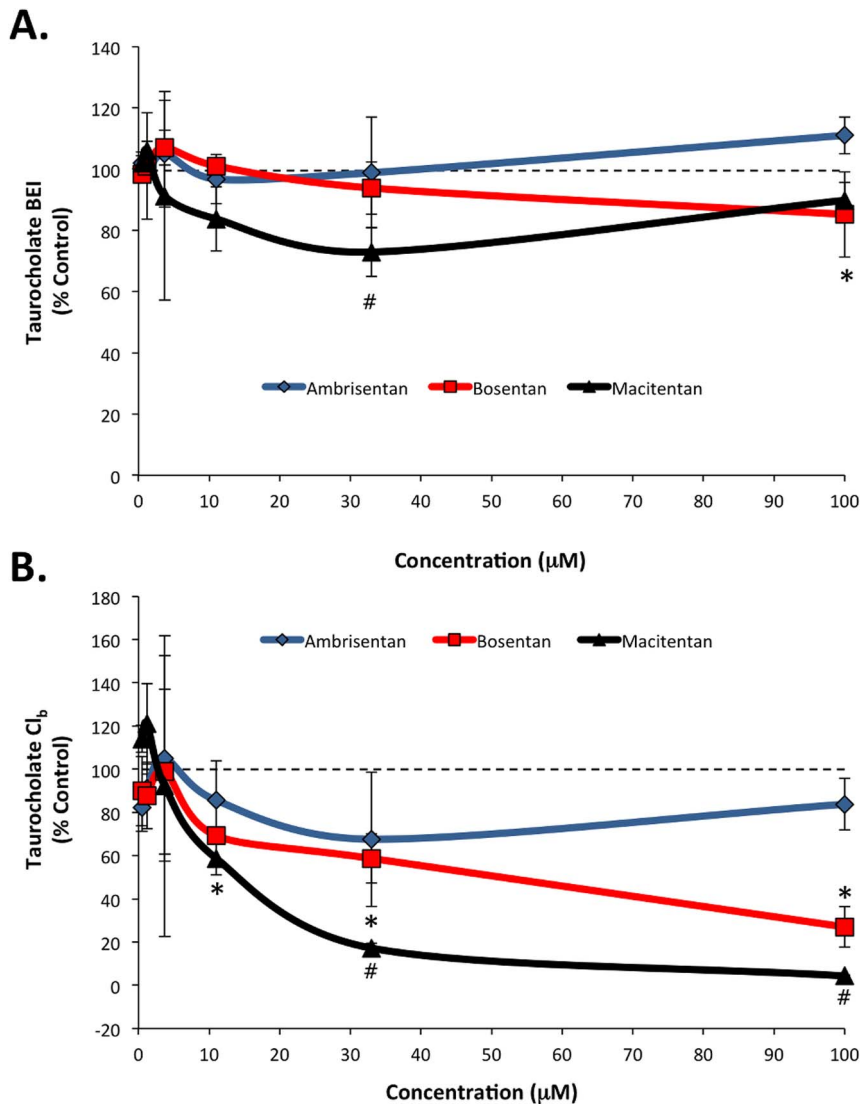 A.
140
120
100
80
60
40
20
0
Taurocholate BEI
(% Control)
#
*
Ambrisentan Bosentan Macitentan
0 10 20 30 40 50 60 70 80 90 100
Concentration (μM)
B.
180
160
140
120
100
80
60
40
20
0
-20
Taurocholate Cl_b
(% Control)
Ambrisentan Bosentan Macitentan
*
*
#
*
#
0 10 20 30 40 50 60 70 80 90 100
Concentration (μM)